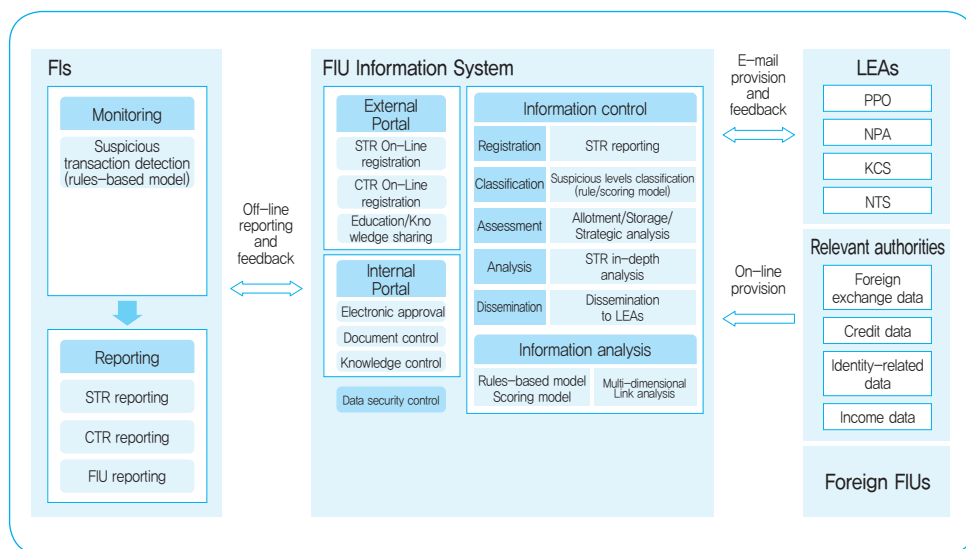 FIs
Monitoring
Suspicious
transaction detection
(rules-based model)
Reporting
STR reporting
CTR reporting
FIU reporting
Off-line
reporting
and
feedback
FIU Information System
External
Portal
STR On-Line
registration
CTR On-Line
registration
Education/Kno
wledge sharing
Internal
Portal
Electronic approval
Document control
Knowledge control
Data security control
Information control
Registration
STR reporting
Classification
Suspicious levels classification
(rule/scoring model)
Assessment
Allotment/Storage/
Strategic analysis
Analysis
STR in-depth
analysis
Dissemination
Dissemination
to LEAs
Information analysis
Rules-based model
Scoring model
Multi-dimensional
Link analysis
E-mail
provision
and
feedback
On-line
provision
LEAs
PPO
NPA
KCS
NTS
Relevant authorities
Foreign
exchange data
Credit data
Identity-related
data
Income data
Foreign FIUs